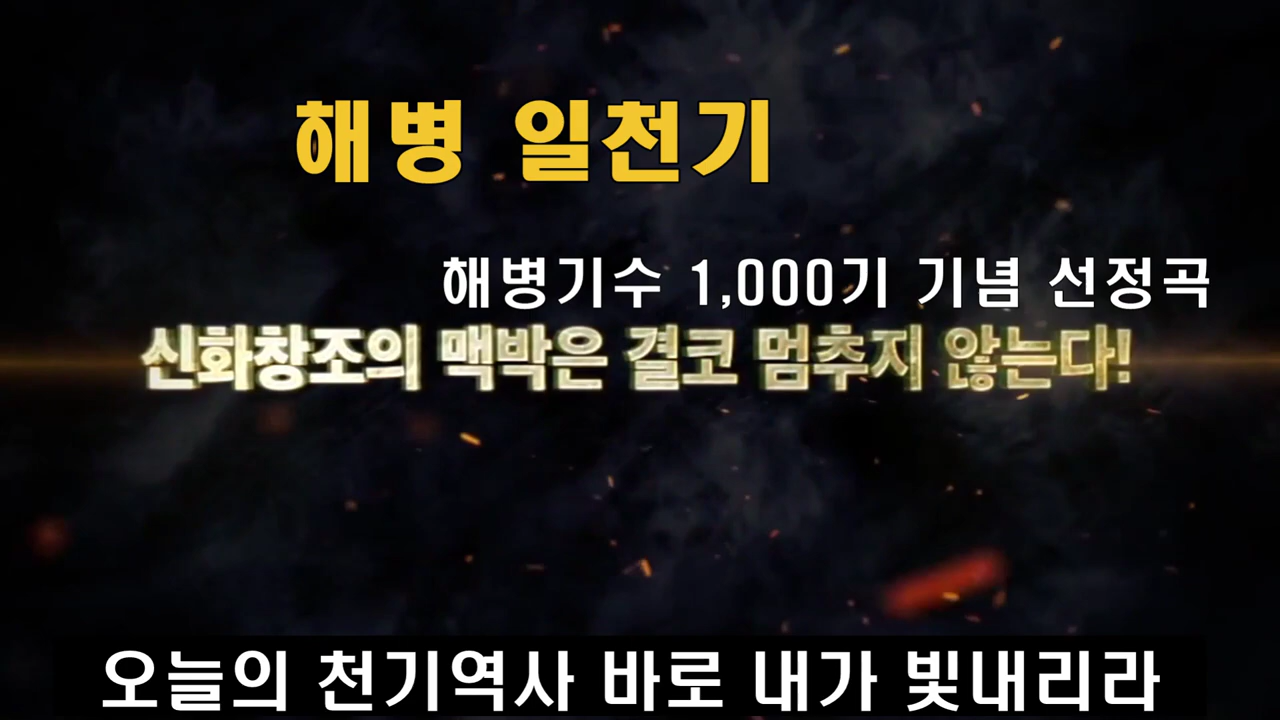 해병 일천기
해병기수 1,000기 기념 선정곡
신화창조의 맥박은 결코 멈추지 않는다!
오늘의 천기역사 바로 내가 빛내리라